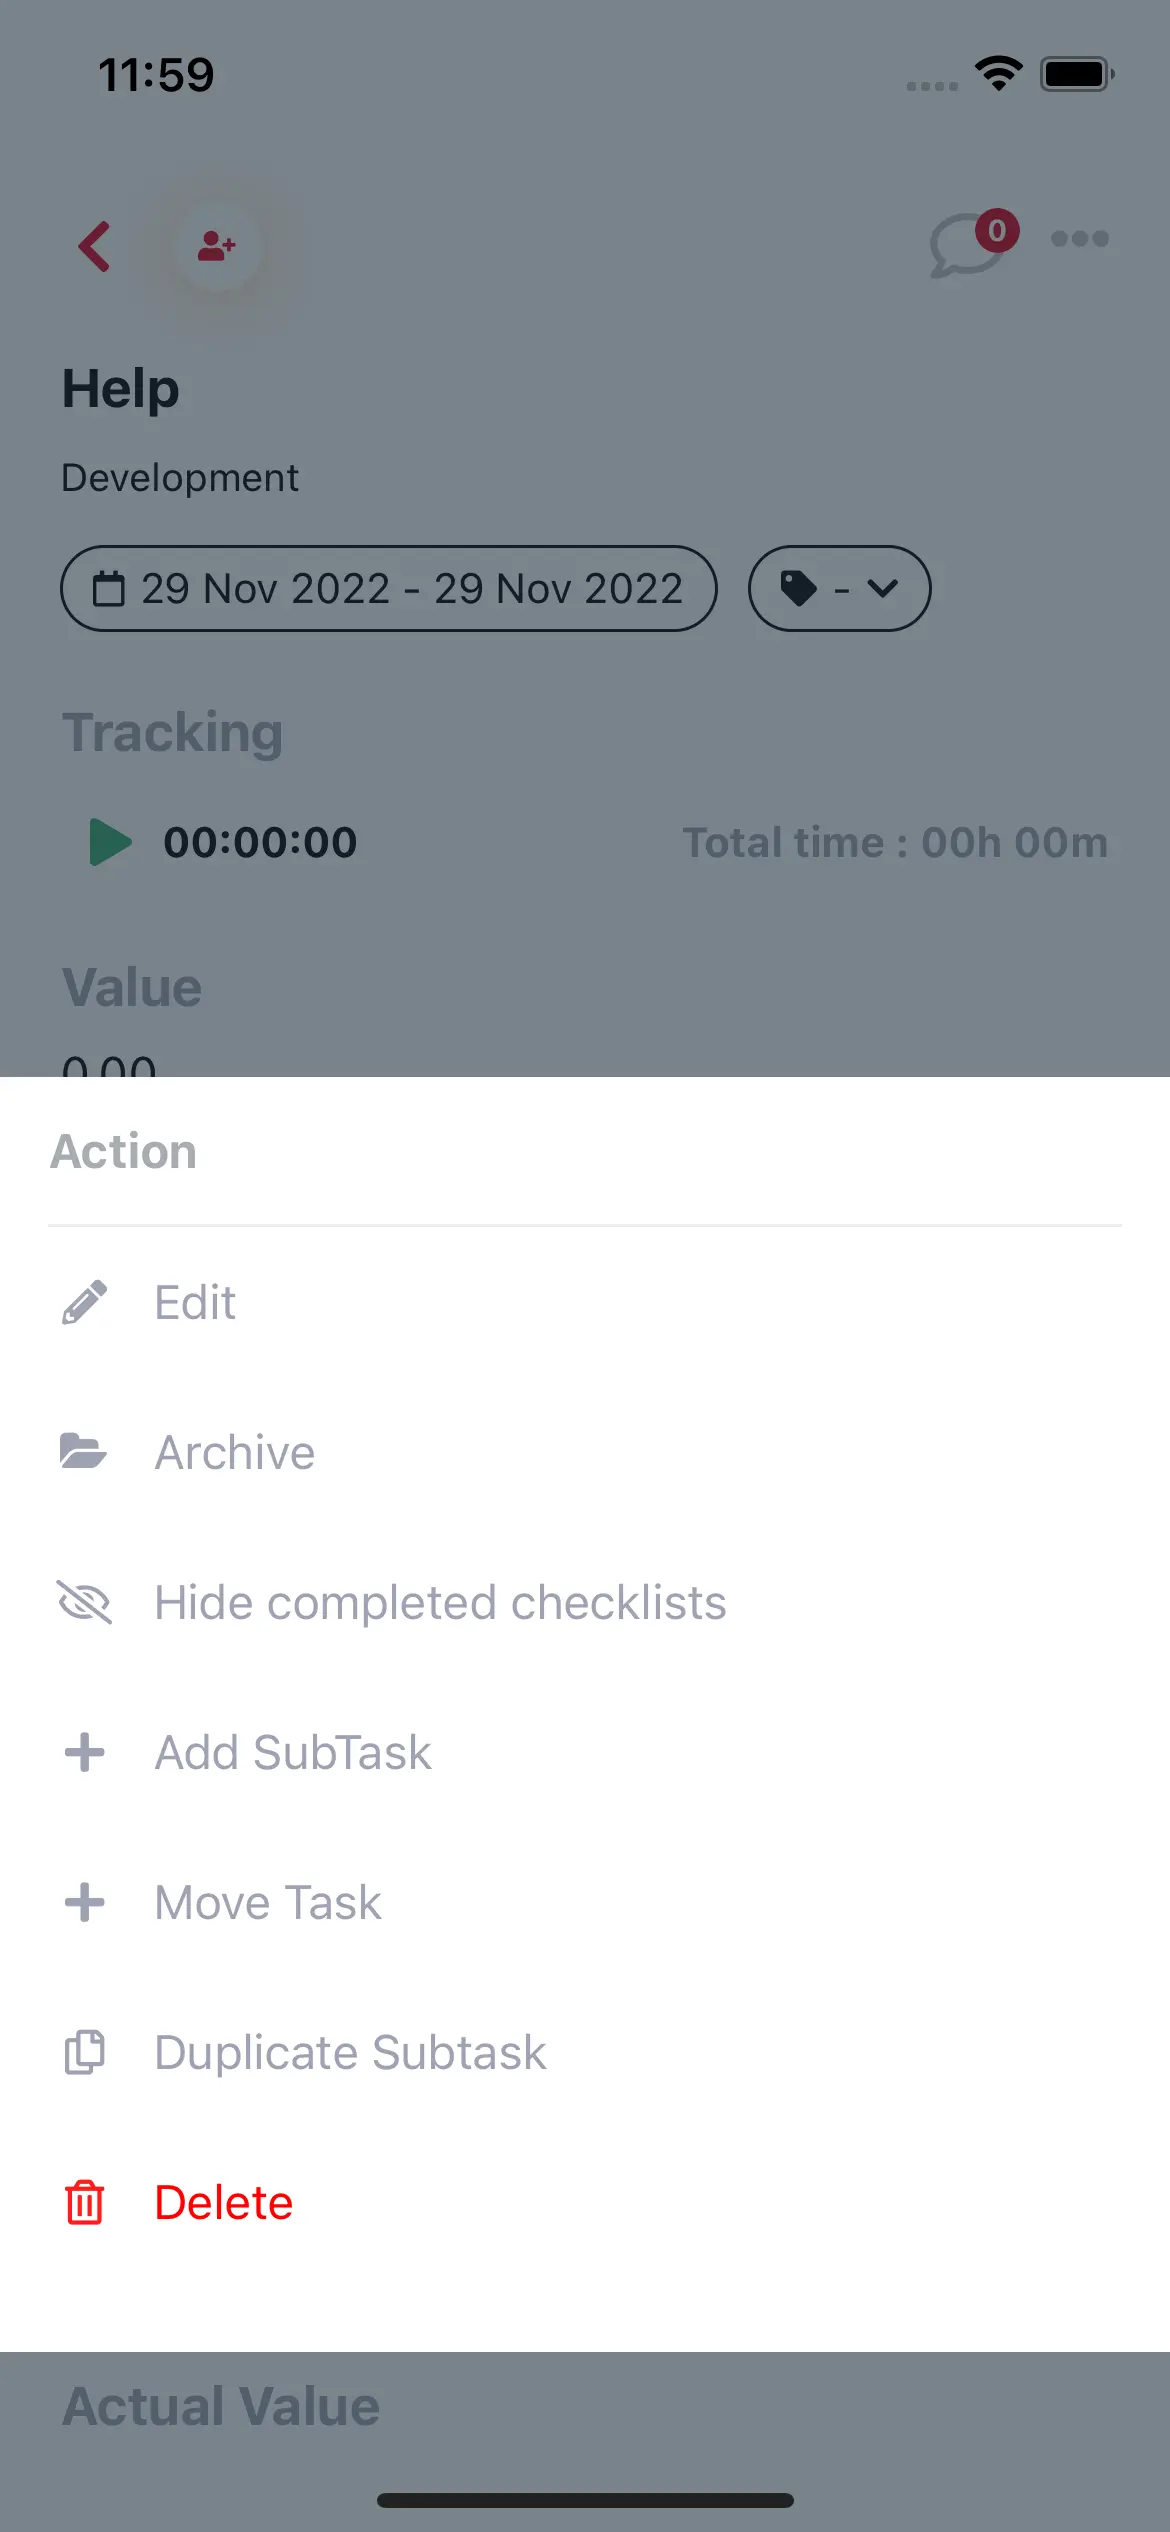 11:59
0
Help
Development
29 Nov 2022 - 29 Nov 2022
-
Tracking
00:00:00
Total time : 00h 00m
Value
0.00
Action
Edit
Archive
Hide completed checklists
Add SubTask
Move Task
Duplicate Subtask
Delete
Actual Value